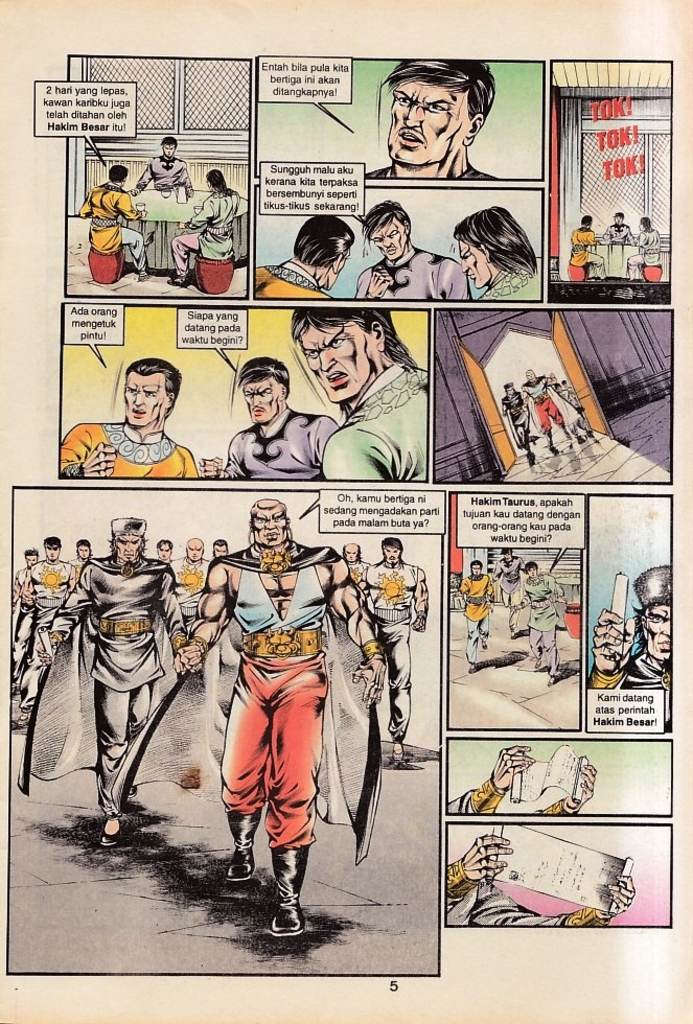 2 hari yang lepas,
kawan karibku juga
telah ditahan oleh
Hakim Besar itu!
Entah bila pula kita
bertiga ini akan
ditangkapnya!
Sungguh malu aku
kerana terpaksa
bersembunyi seperti
tikus-tikus sekarang!
TOK!
TOK!
TOK!
Ada orang
mengetuk
pintu!
Siapa yang
datang pada
waktu begini?
Oh, kamu bertiga ni
sedang mengadakan parti
pada malam buta ya?
Hakim Taurus, apakah
tujuan kau datang dengan
orang-orang kau pada
waktu begini?
Kami datang
atas perintah
Hakim Besar!
5